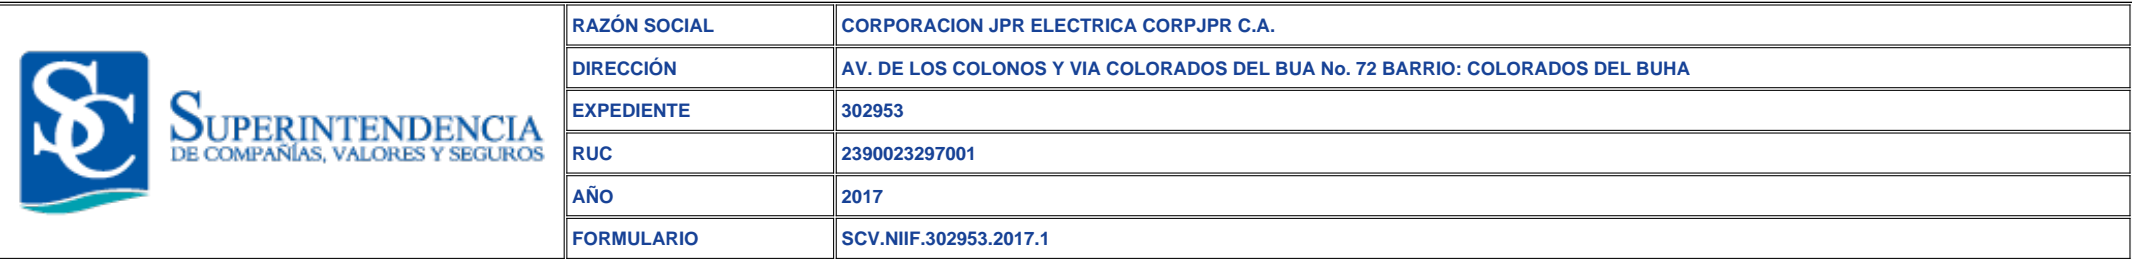 SC
SUPERINTENDENCIA
DE COMPAÑÍAS, VALORES Y SEGUROS
RAZÓN SOCIAL CORPORACION JPR ELECTRICA CORPJPR C.A.
DIRECCIÓN AV. DE LOS COLONOS Y VIA COLORADOS DEL BUA No. 72 BARRIO: COLORADOS DEL BUHA
EXPEDIENTE 302953
RUC 2390023297001
AÑO 2017
FORMULARIO SCV.NIIF.302953.2017.1